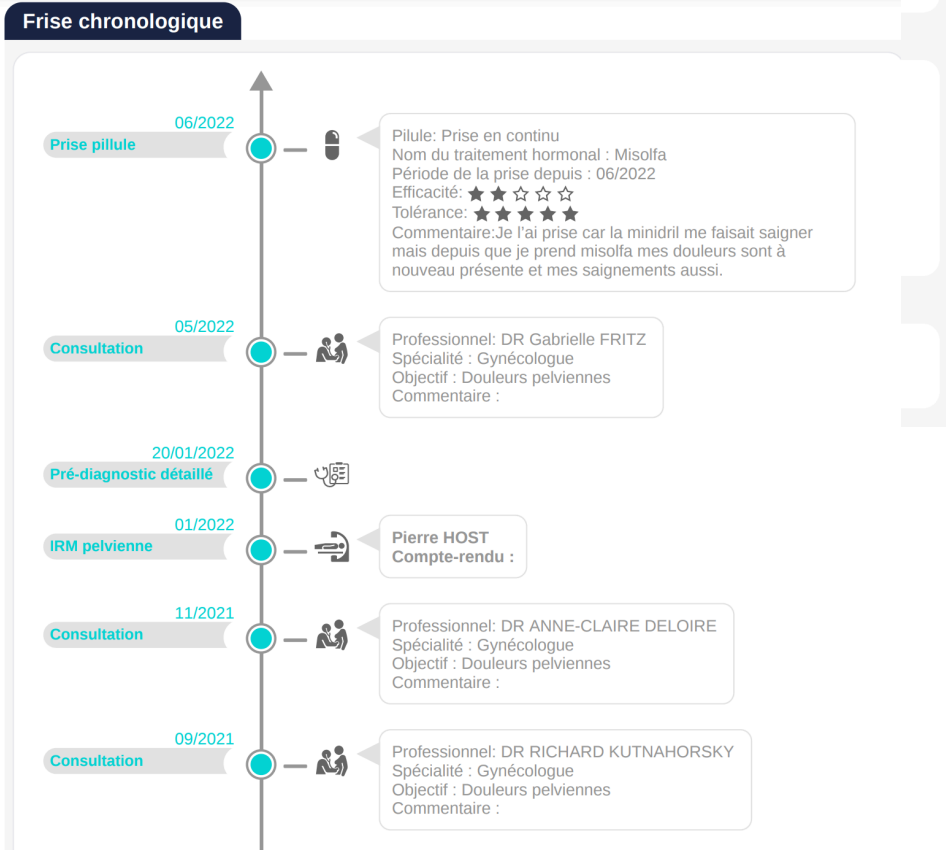 Frise chronologique
06/2022
Prise pillule
Pilule: Prise en continu
Nom du traitement hormonal : Misolfa
Période de la prise depuis : 06/2022
Efficacité:
Tolérance:
Commentaire:Je l'ai prise car la minidril me faisait saigner
mais depuis que je prend misolfa mes douleurs sont à
nouveau présente et mes saignements aussi.
05/2022
Consultation
Professionnel: DR Gabrielle FRITZ
Spécialité : Gynécologue
Objectif : Douleurs pelviennes
Commentaire :
20/01/2022
Pré-diagnostic détaillé
01/2022
IRM pelvienne
Pierre HOST
Compte-rendu :
11/2021
Consultation
Professionnel: DR ANNE-CLAIRE DELOIRE
Spécialité : Gynécologue
Objectif : Douleurs pelviennes
Commentaire :
09/2021
Consultation
Professionnel: DR RICHARD KUTNAHORSKY
Spécialité : Gynécologue
Objectif : Douleurs pelviennes
Commentaire :